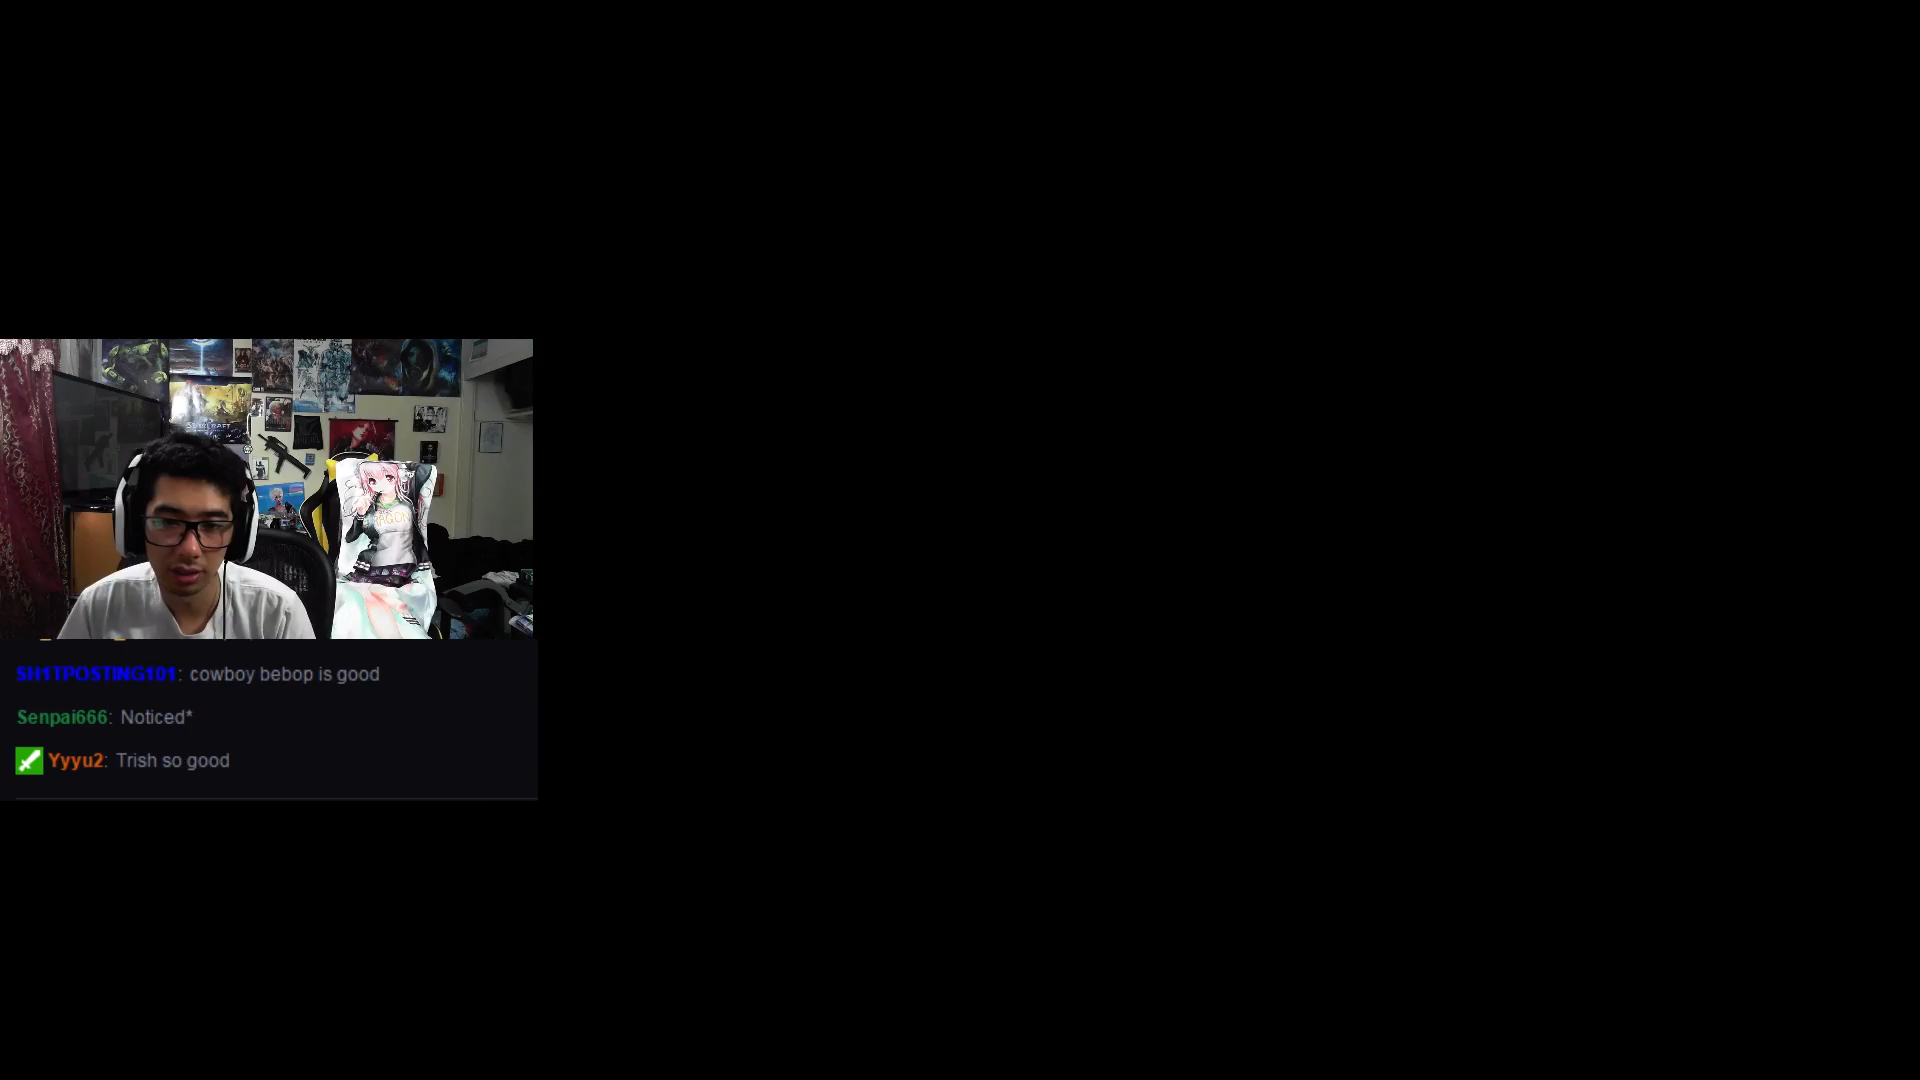 SH1TPOSTING101: cowboy bebop is good
Senpai666: Noticed*
Yyyu2: Trish so good